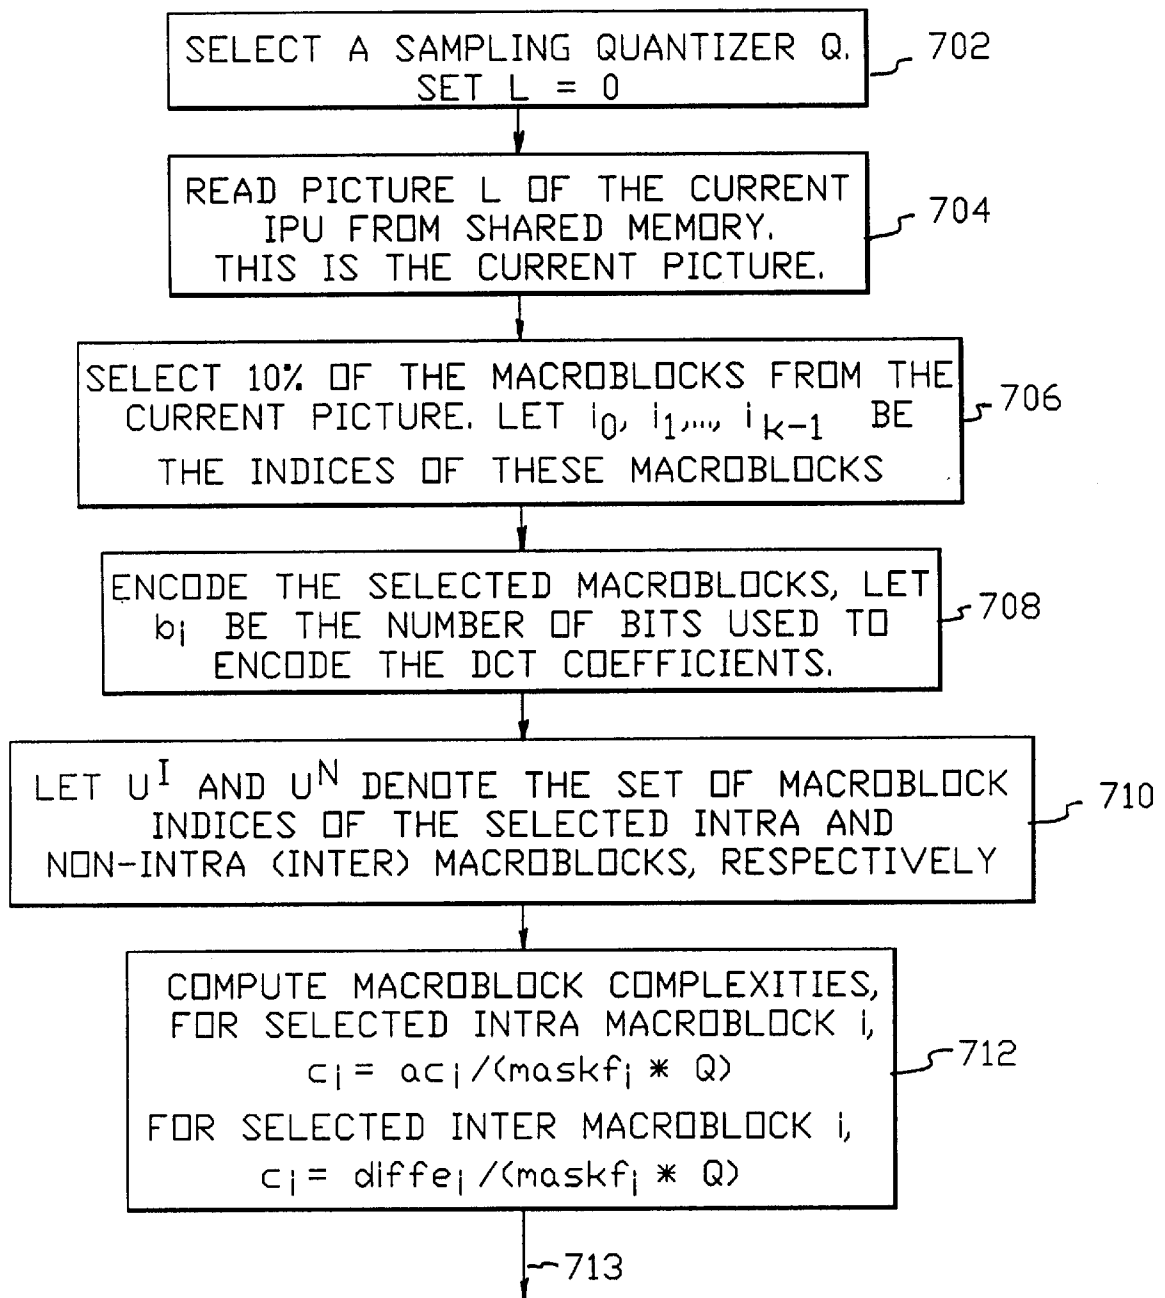 SELECT A SAMPLING QUANTIZER Q.
SET L = 0
702
READ PICTURE L OF THE CURRENT
IPU FROM SHARED MEMORY.
THIS IS THE CURRENT PICTURE.
704
SELECT 10% OF THE MACROBLOCKS FROM THE
CURRENT PICTURE. LET i₀, i₁,..., i k-1 BE
THE INDICES OF THESE MACROBLOCKS
706
ENCODE THE SELECTED MACROBLOCKS, LET
bᵢ BE THE NUMBER OF BITS USED TO
ENCODE THE DCT COEFFICIENTS.
708
LET Uᴵ AND Uᴺ DENOTE THE SET OF MACROBLOCK
INDICES OF THE SELECTED INTRA AND
NON-INTRA (INTER) MACROBLOCKS, RESPECTIVELY
710
COMPUTE MACROBLOCK COMPLEXITIES,
FOR SELECTED INTRA MACROBLOCK i,
cᵢ = acᵢ/(maskfᵢ * Q)
FOR SELECTED INTER MACROBLOCK i,
cᵢ = diffeᵢ/(maskfᵢ * Q)
712
713